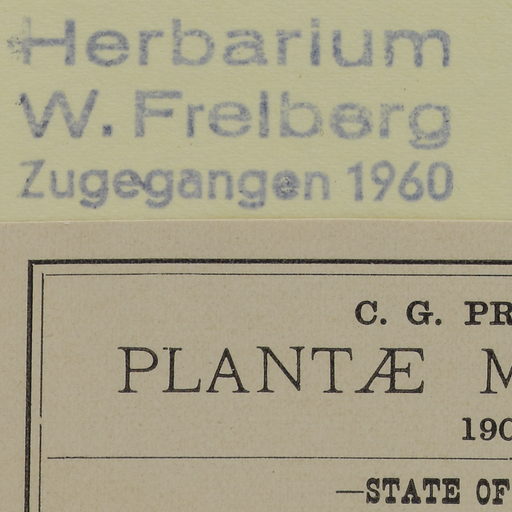 Herbarium
W. Freiberg
Zugegangen 1960
C. G. PR
PLANTÆ M
190
—STATE OF